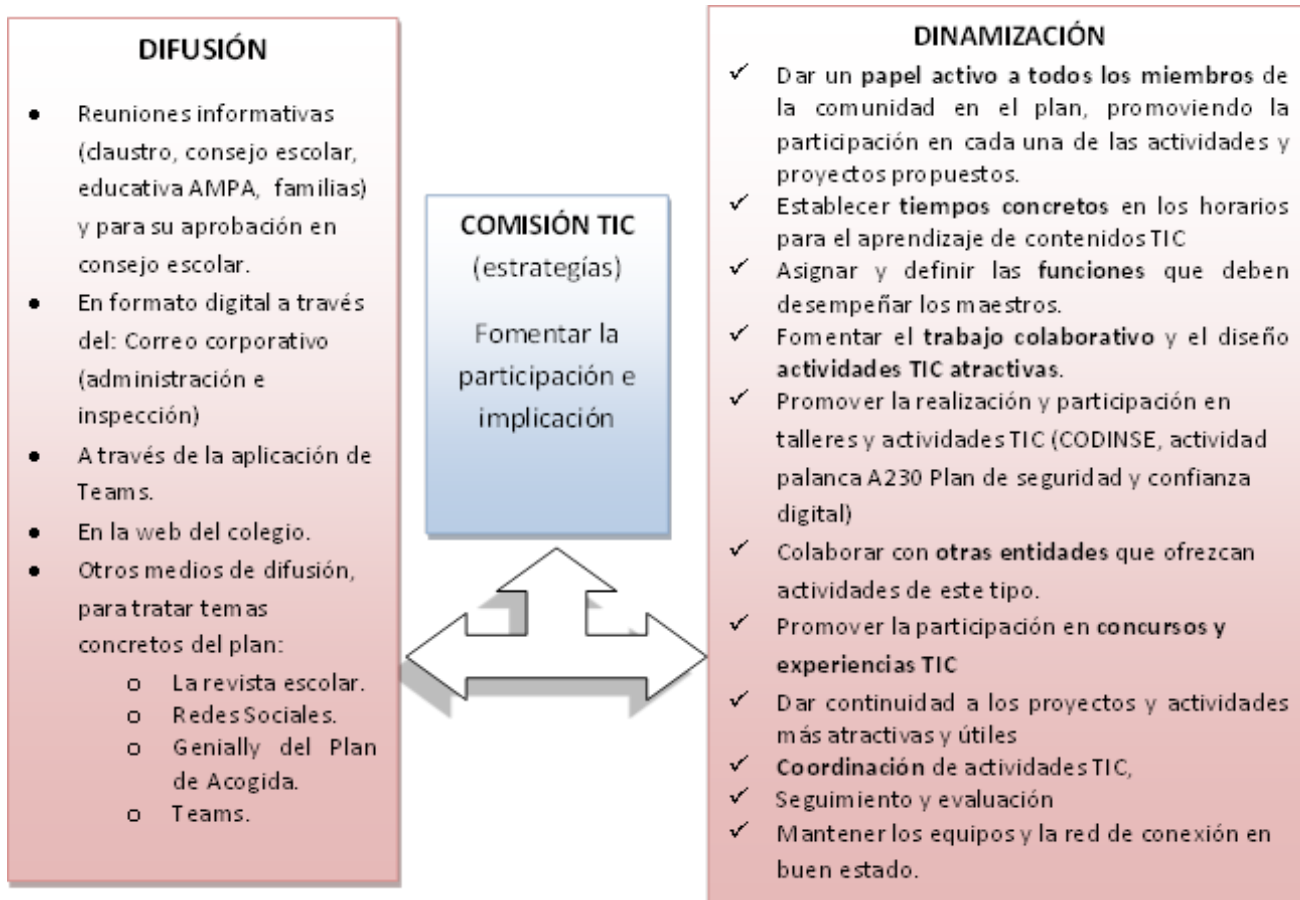 DIFUSIÓN
● Reuniones informativas
(claustro, consejo escolar,
educativa AMPA, familias)
y para su aprobación en
consejo escolar.
● En formato digital a través
del: Correo corporativo
(administración e
inspección)
● A través de la aplicación de
Teams.
● En la web del colegio.
● Otros medios de difusión,
para tratar temas
concretos del plan:
o La revista escolar.
o Redes Sociales.
o Genially del Plan
de Acogida.
o Teams.
COMISIÓN TIC
(estrategías)
Fomentar la
participación e
implicación
DINAMIZACIÓN
✓ Dar un papel activo a todos los miembros de
la comunidad en el plan, promoviendo la
participación en cada una de las actividades y
proyectos propuestos.
✓ Establecer tiempos concretos en los horarios
para el aprendizaje de contenidos TIC
✓ Asignar y definir las funciones que deben
desempeñar los maestros.
✓ Fomentar el trabajo colaborativo y el diseño
actividades TIC atractivas.
✓ Promover la realización y participación en
talleres y actividades TIC (CODINSE, actividad
palanca A230 Plan de seguridad y confianza
digital)
✓ Colaborar con otras entidades que ofrezcan
actividades de este tipo.
✓ Promover la participación en concursos y
experiencias TIC
✓ Dar continuidad a los proyectos y actividades
más atractivas y útiles
✓ Coordinación de actividades TIC,
✓ Seguimiento y evaluación
✓ Mantener los equipos y la red de conexión en
buen estado.